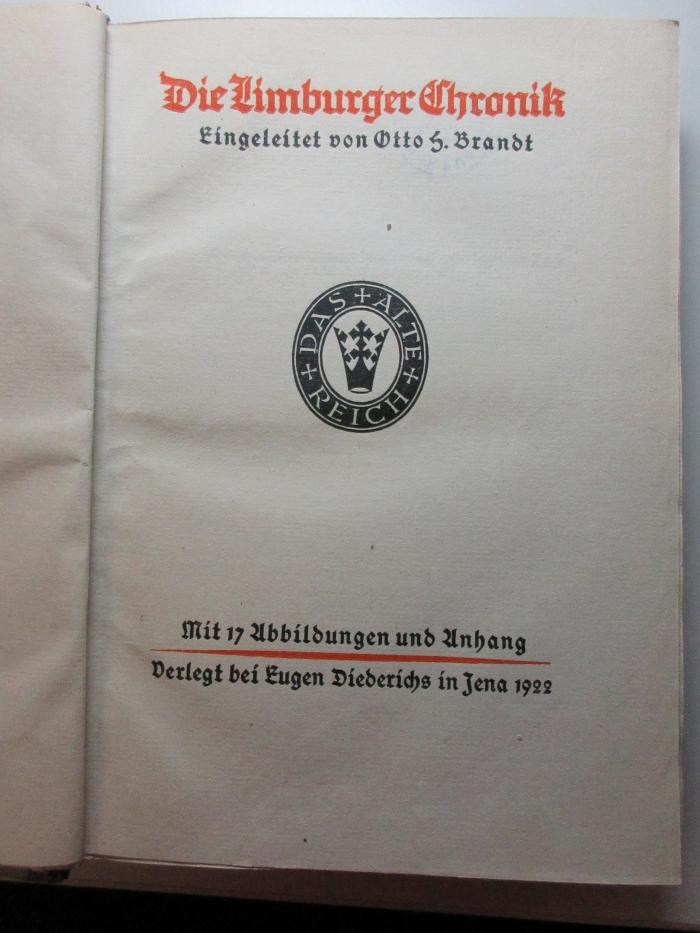 Die Limburger Chronik
Eingeleitet von Otto H. Brandt
DAS + ALTE + REICH +
Mit 17 Abbildungen und Anhang
Verlegt bei Eugen Diederichs in Jena 1922